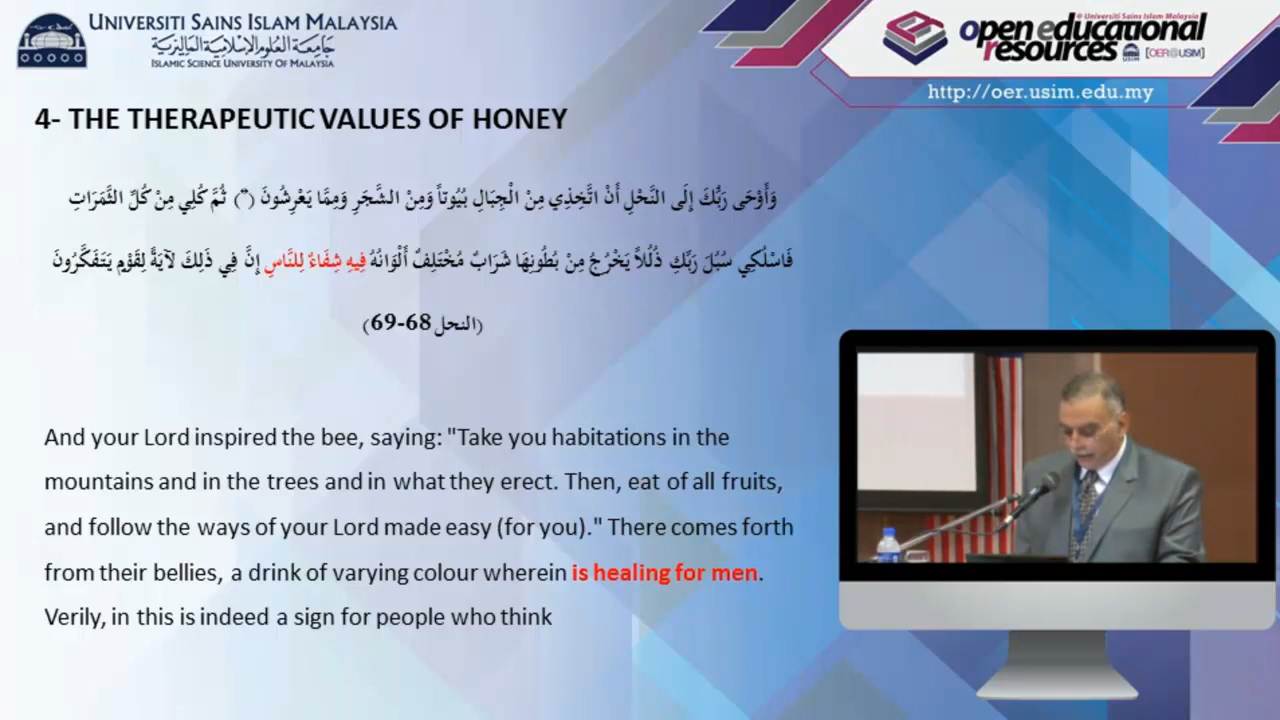 UNIVERSITI SAINS ISLAM MALAYSIA
جامعة العلوم الإسلامية الماليزية
ISLAMIC SCIENCE UNIVERSITY OF MALAYSIA
@ Universiti Sains Islam Malaysia
open educational
resources
USIM
[OER@USIM]
http://oer.usim.edu.my
4- THE THERAPEUTIC VALUES OF HONEY
وَأَوْحَى رَبُّكَ إِلَى النَّحْلِ أَنْ اتَّخِذِي مِنْ الْجِبَالِ بُيُوتاً وَمِنْ الشَّجَرِ وَمِمَّا يَعْرِشُونَ () ثُمَّ كُلِي مِنْ كُلِّ الثَّمَرَاتِ
فَاسْلُكِي سُبُلَ رَبِّكِ ذُلُلاً يَخْرُجُ مِنْ بُطُونِهَا شَرَابٌ مُخْتَلِفٌ أَلْوَانُهُ فِيهِ شِفَاءٌ لِلنَّاسِ إِنَّ فِي ذَلِكَ لآيَةً لِقَوْمٍ يَتَفَكَّرُونَ
(النحل 68-69)
And your Lord inspired the bee, saying: "Take you habitations in the
mountains and in the trees and in what they erect. Then, eat of all fruits,
and follow the ways of your Lord made easy (for you)." There comes forth
from their bellies, a drink of varying colour wherein is healing for men.
Verily, in this is indeed a sign for people who think